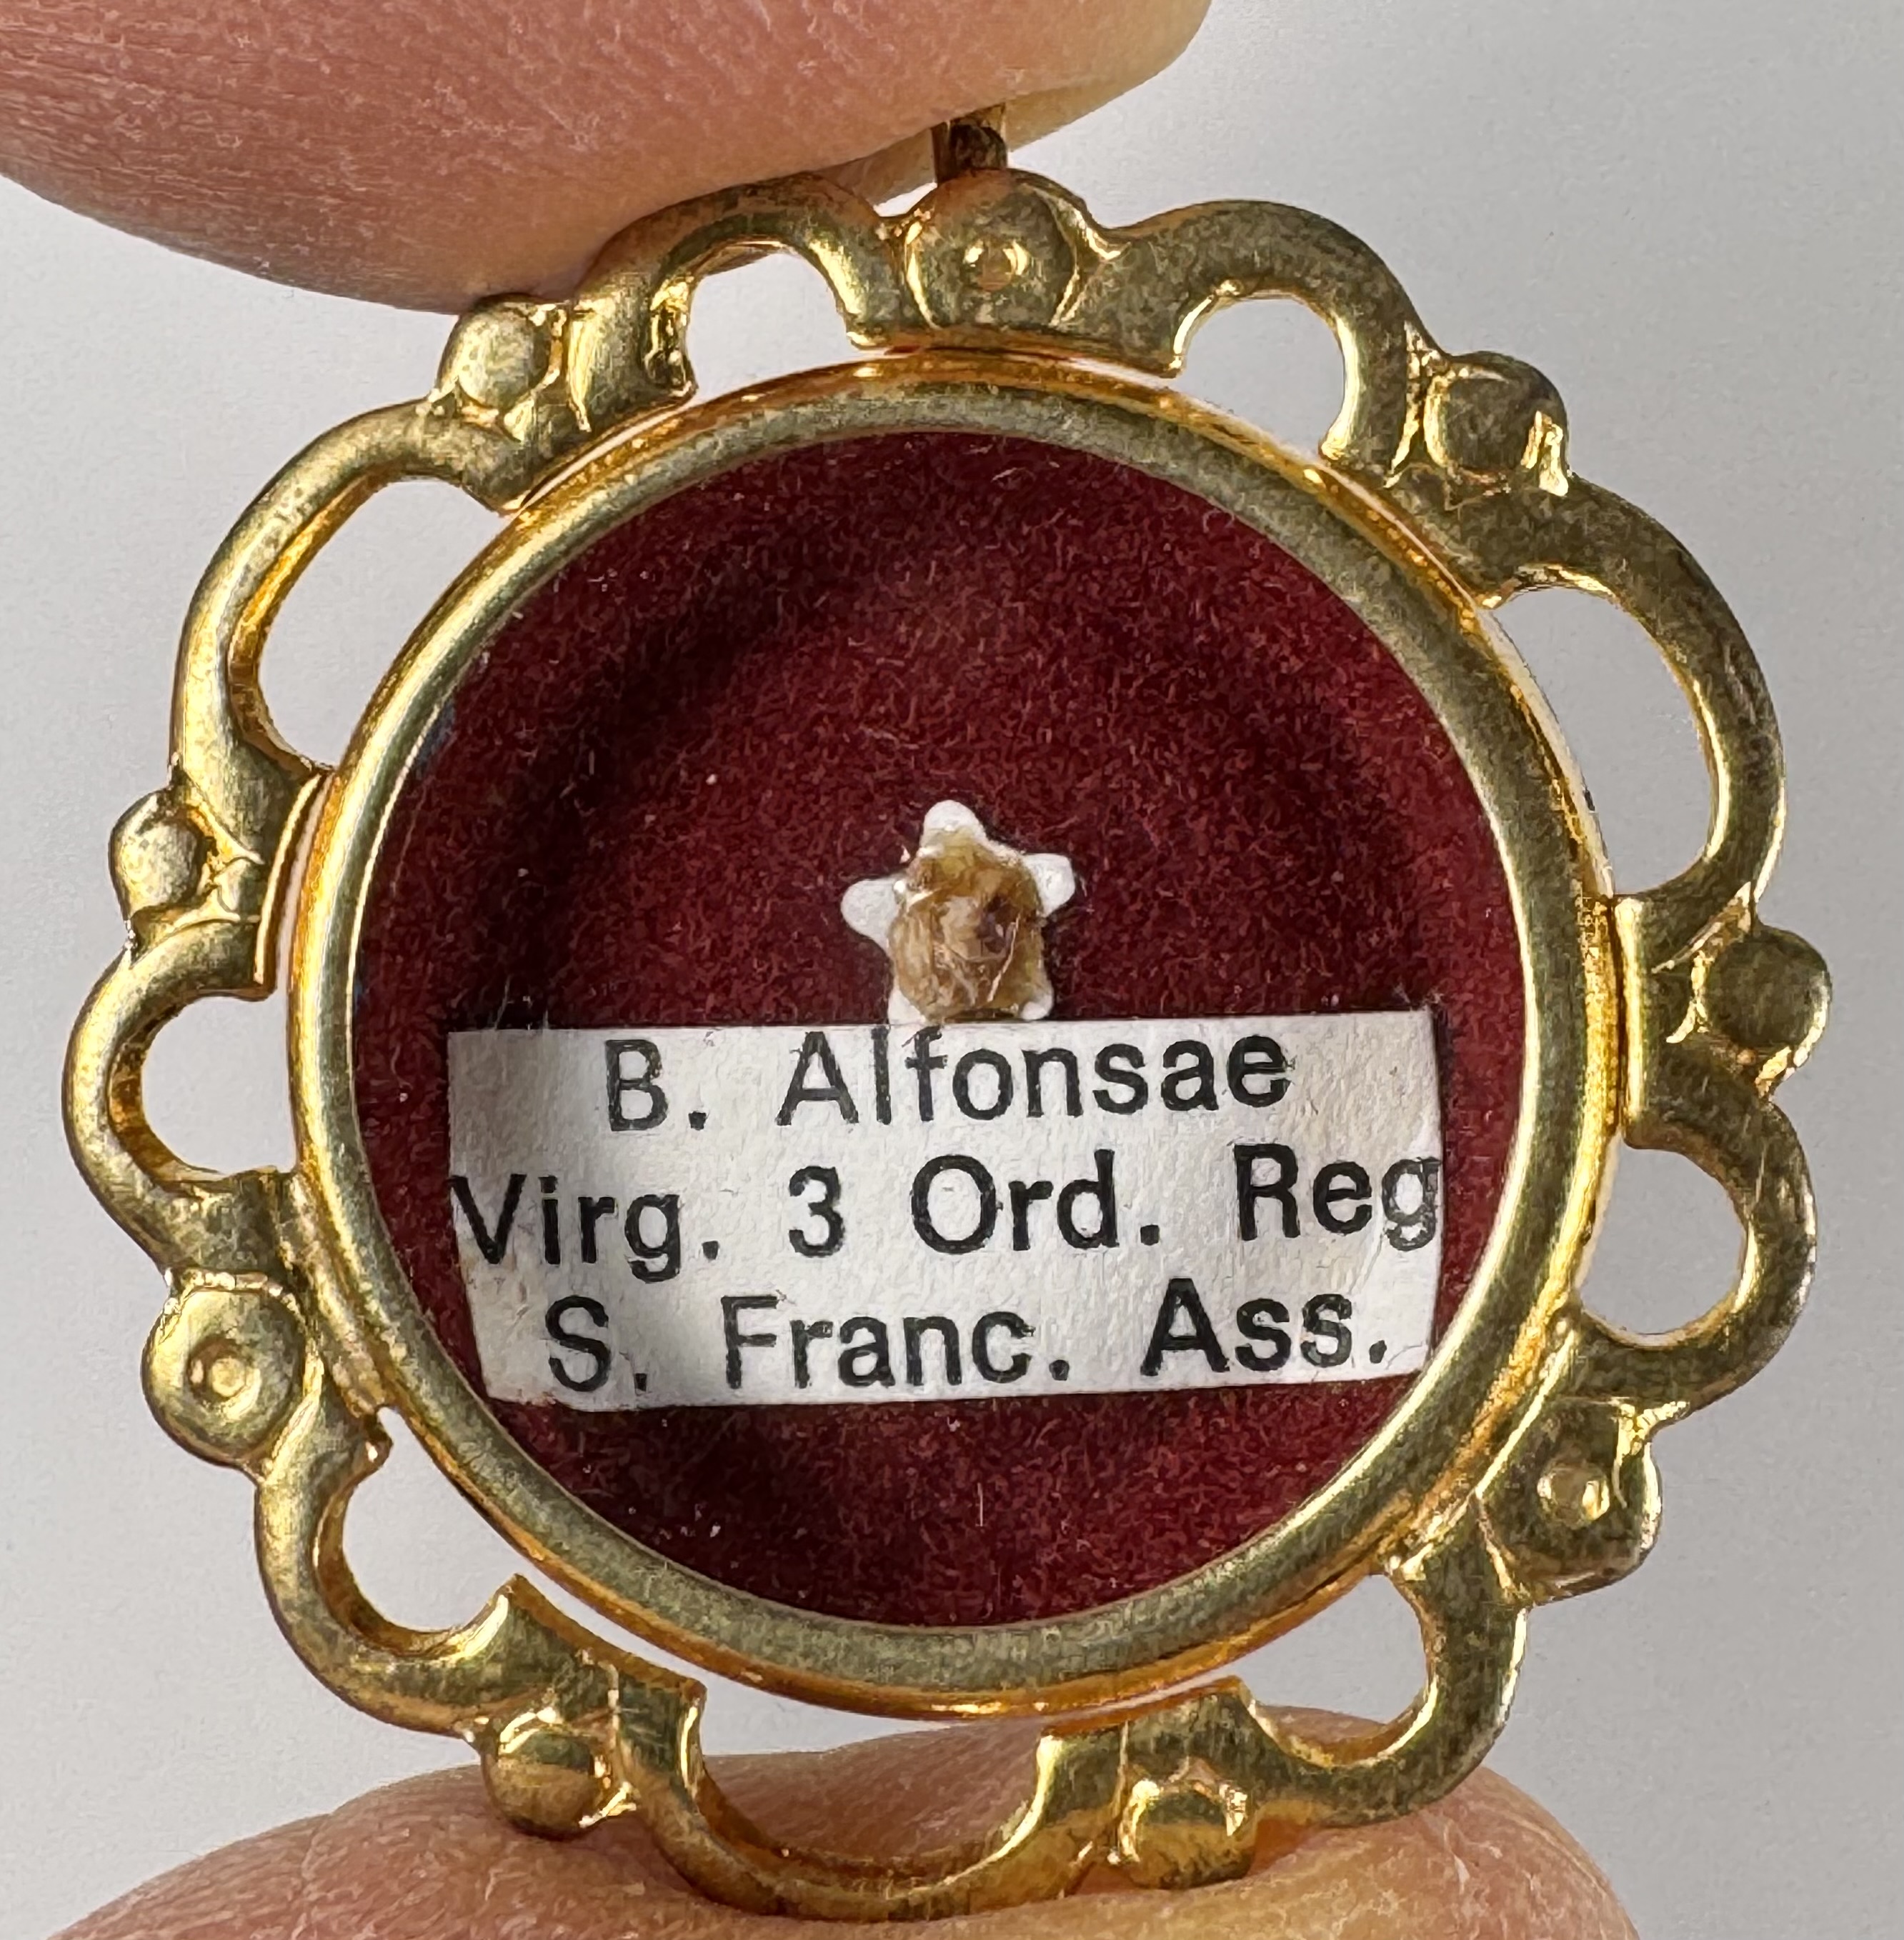 B. Alfonsae
Virg. 3 Ord. Reg
S. Franc. Ass.